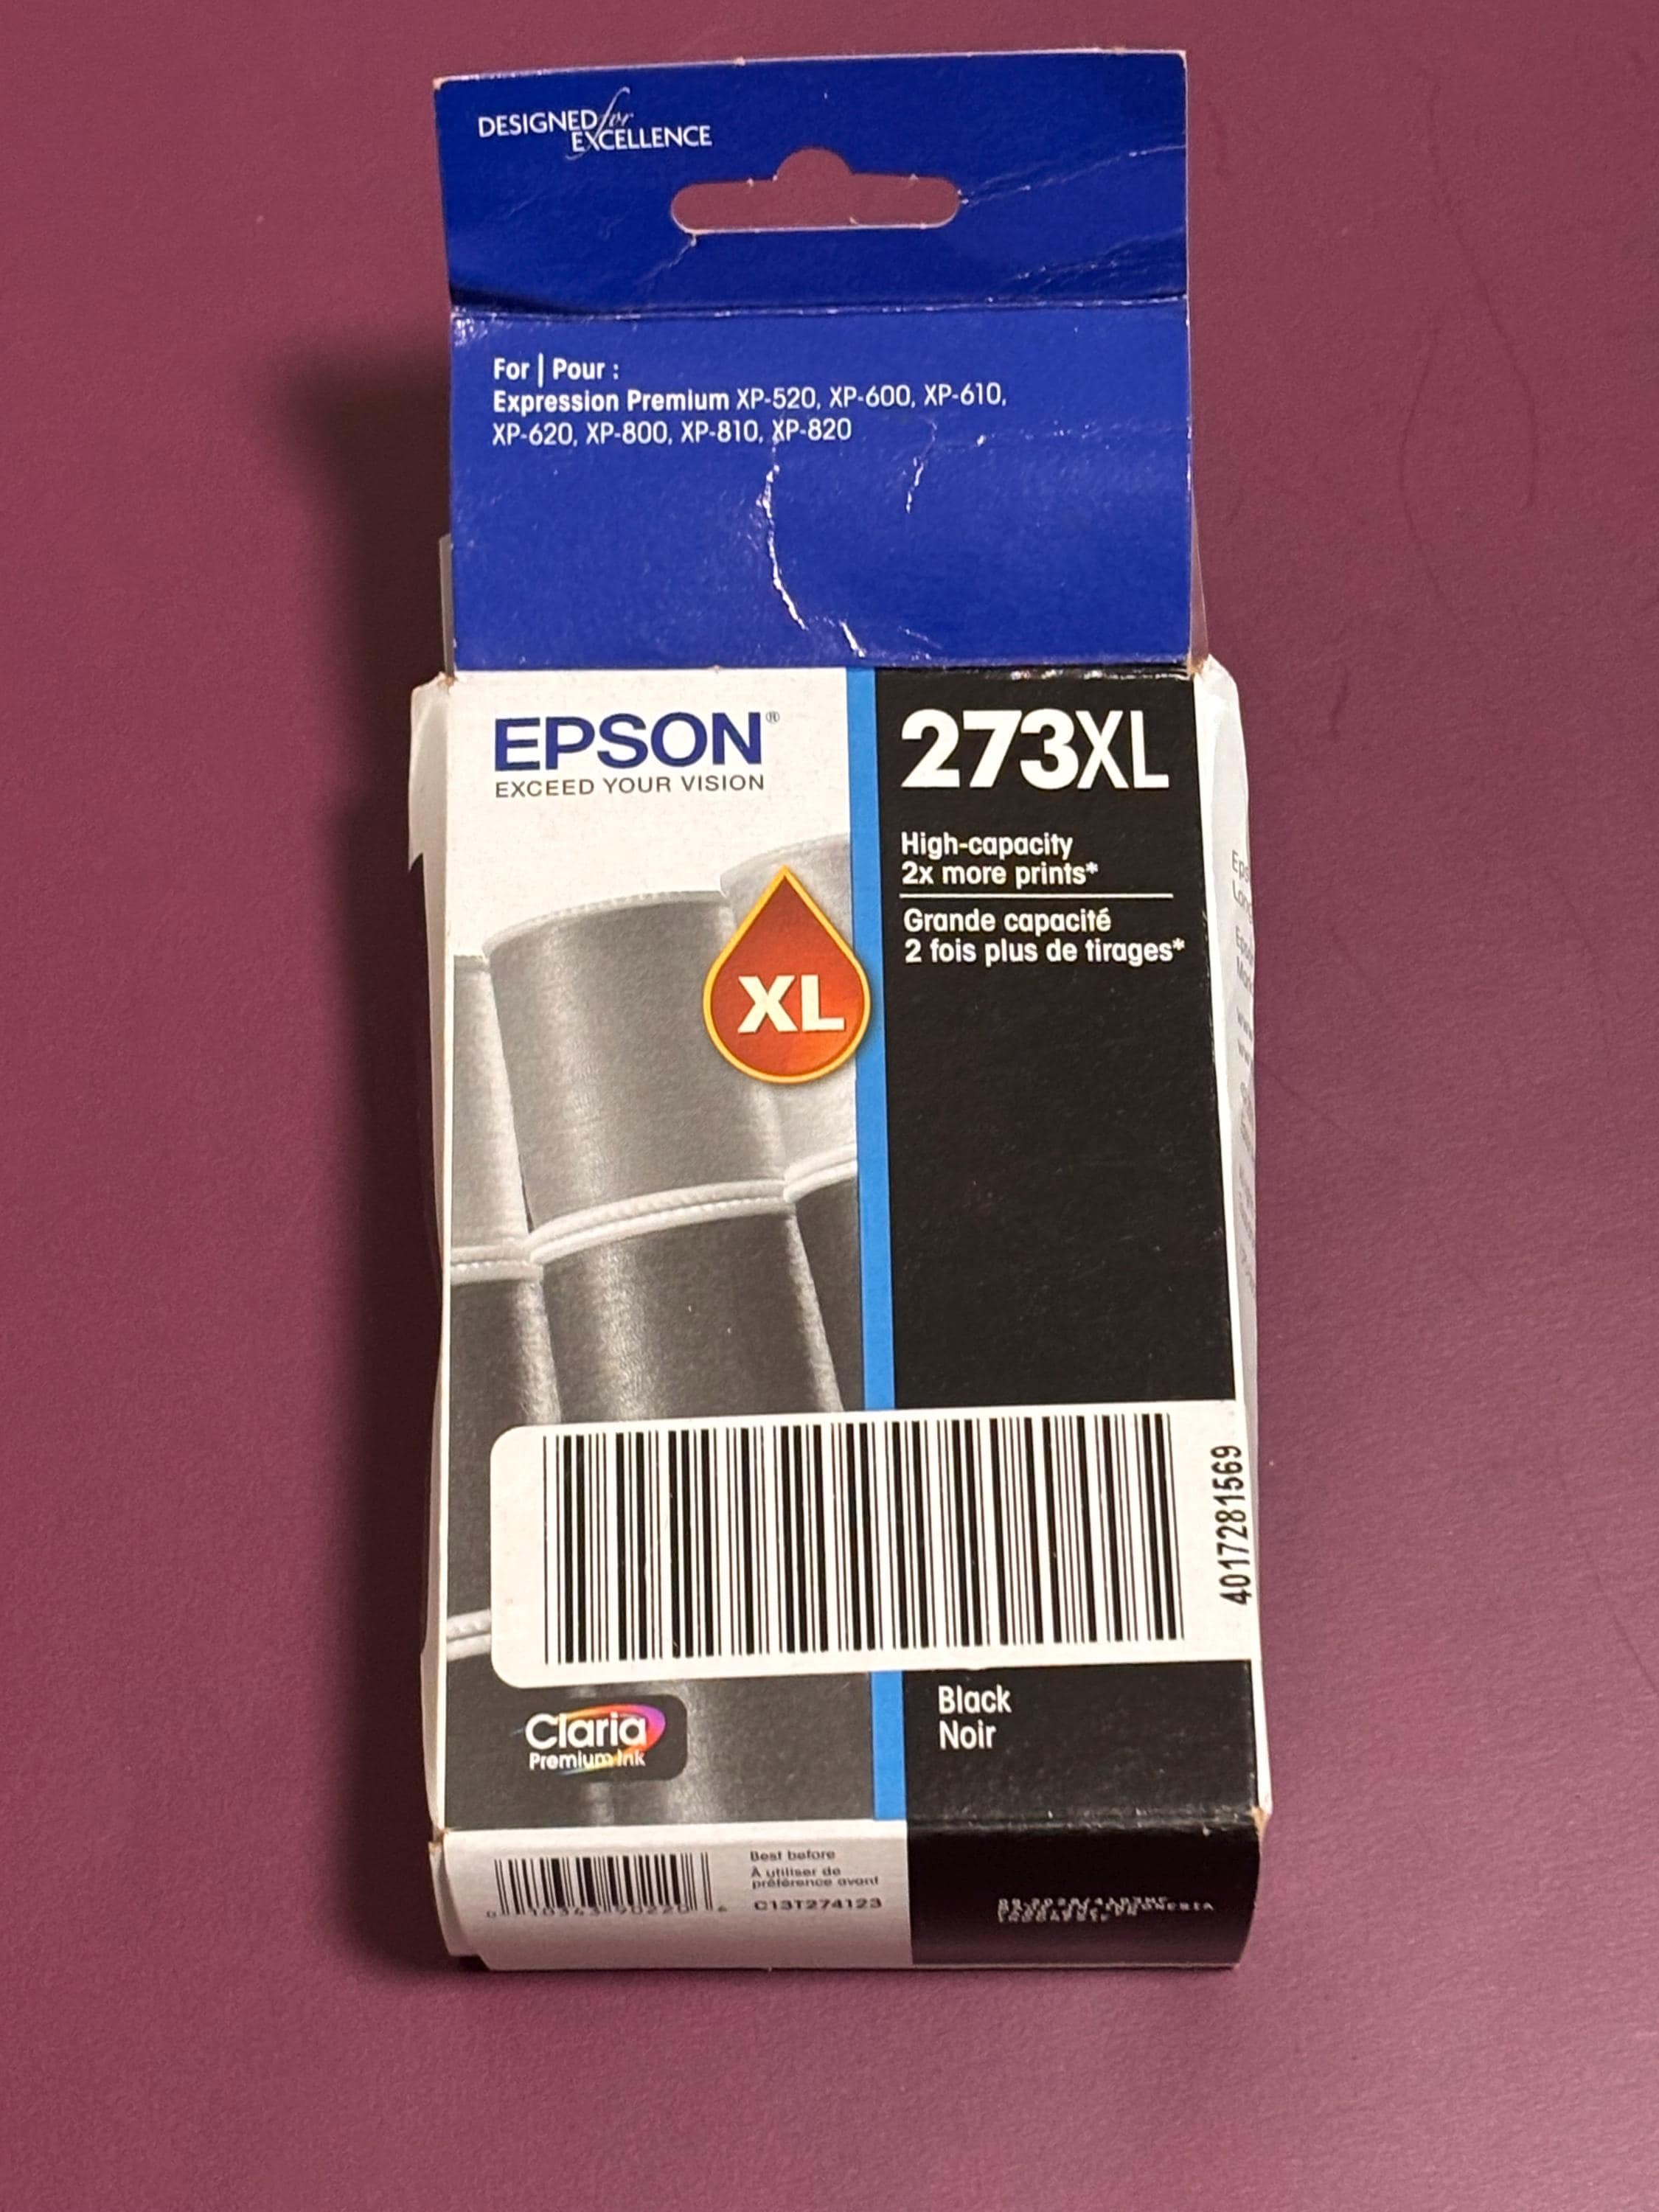 DESIGNED for
EXCELLENCE
For | Pour :
Expression Premium XP-520, XP-600, XP-610,
XP-620, XP-800, XP-810, XP-820
EPSON®
EXCEED YOUR VISION
273XL
High-capacity
2x more prints*
Grande capacité
2 fois plus de tirages*
XL
4017281569
Black
Noir
Claria
Premium Ink
Best before
À utiliser de
préférence avant
C13T274123